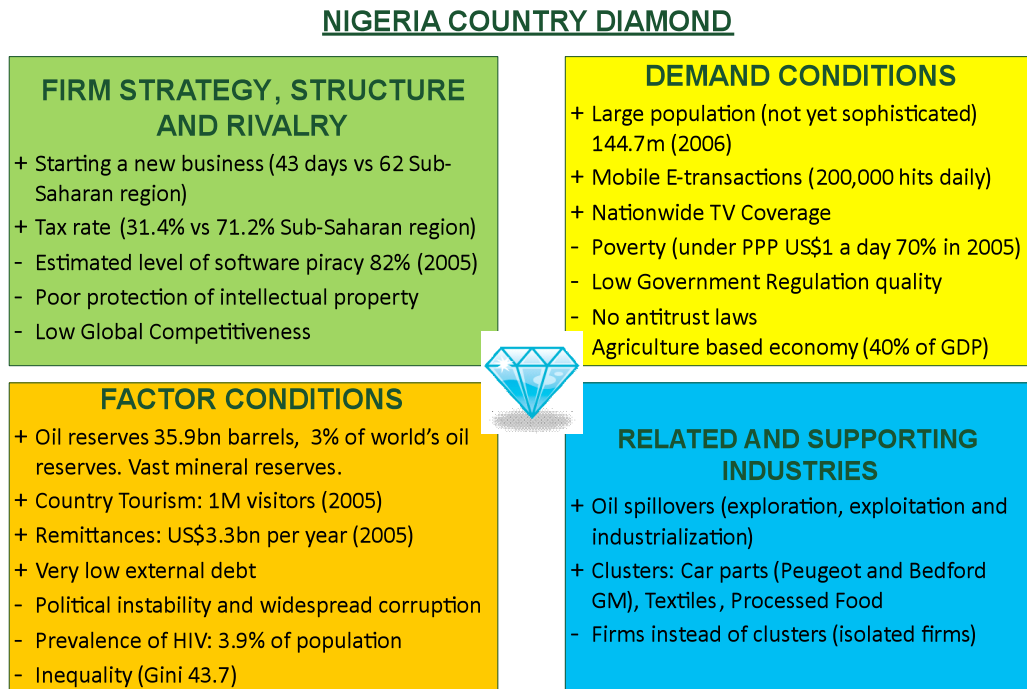 NIGERIA COUNTRY DIAMOND
FIRM STRATEGY, STRUCTURE
AND RIVALRY
+ Starting a new business (43 days vs 62 Sub-
Saharan region)
+ Tax rate (31.4% vs 71.2% Sub-Saharan region)
- Estimated level of software piracy 82% (2005)
- Poor protection of intellectual property
- Low Global Competitiveness
DEMAND CONDITIONS
+ Large population (not yet sophisticated)
144.7m (2006)
+ Mobile E-transactions (200,000 hits daily)
+ Nationwide TV Coverage
- Poverty (under PPP US$1 a day 70% in 2005)
- Low Government Regulation quality
- No antitrust laws
Agriculture based economy (40% of GDP)
FACTOR CONDITIONS
+ Oil reserves 35.9bn barrels, 3% of world's oil
reserves. Vast mineral reserves.
+ Country Tourism: 1M visitors (2005)
+ Remittances: US$3.3bn per year (2005)
+ Very low external debt
- Political instability and widespread corruption
- Prevalence of HIV: 3.9% of population
- Inequality (Gini 43.7)
RELATED AND SUPPORTING
INDUSTRIES
+ Oil spillovers (exploration, exploitation and
industrialization)
+ Clusters: Car parts (Peugeot and Bedford
GM), Textiles, Processed Food
- Firms instead of clusters (isolated firms)